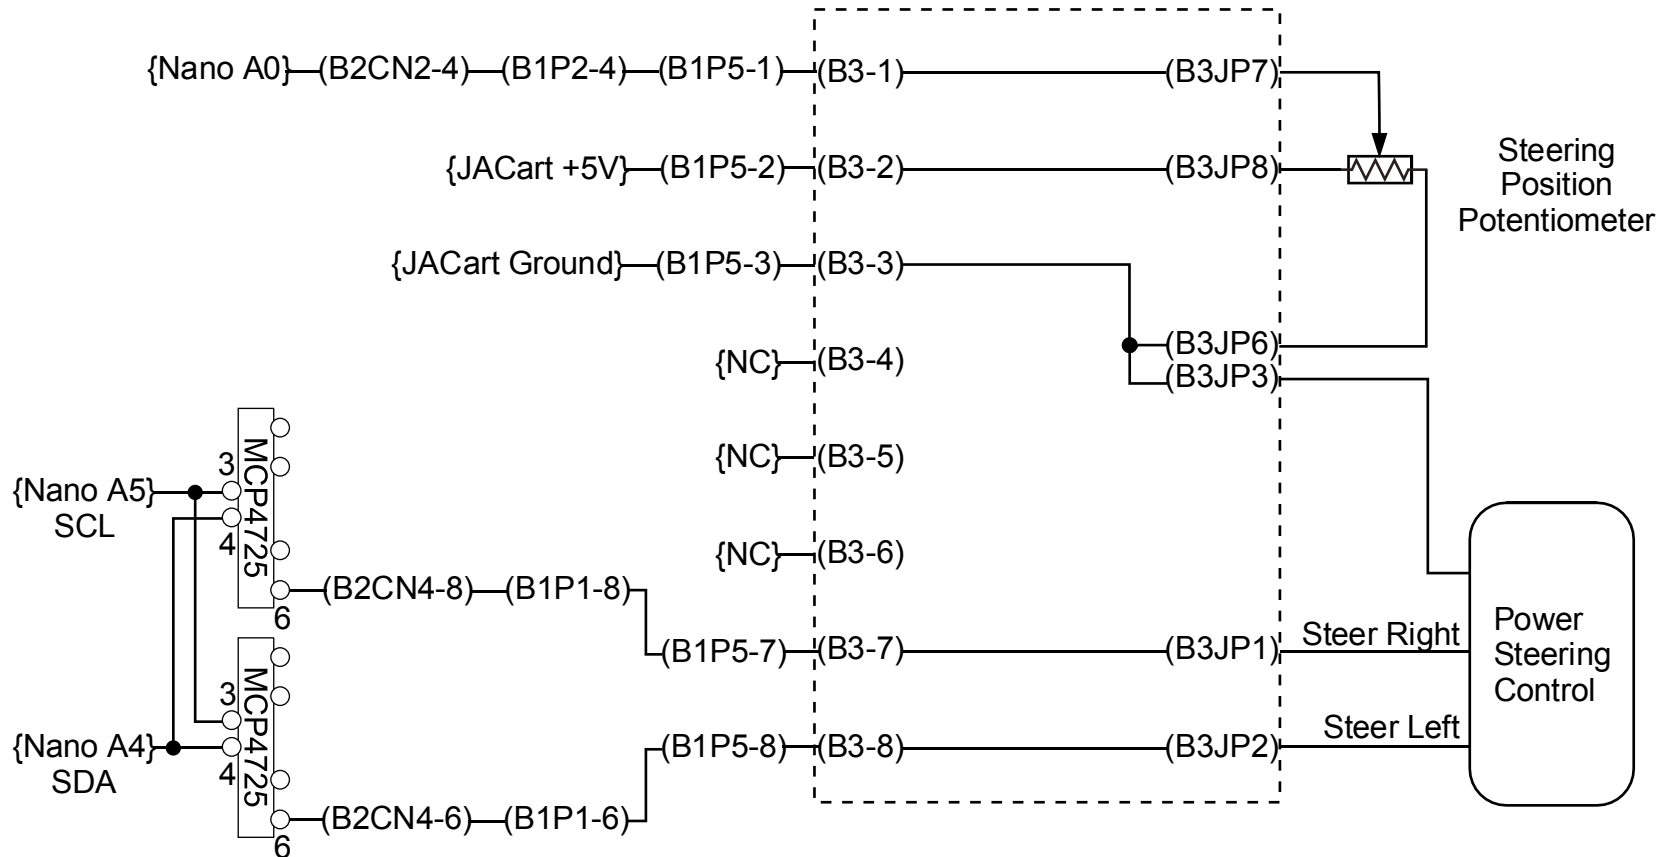 {Nano A0} (B2CN2-4) (B1P2-4) (B1P5-1) (B3-1) (B3JP7)
Steering
Position
Potentiometer
{JACart +5V} (B1P5-2) (B3-2) (B3JP8)
{JACart Ground} (B1P5-3) (B3-3)
(B3JP6)
{NC} (B3-4)
(B3JP3)
{NC} (B3-5)
{NC} (B3-6)
MCP4725
3
4
6
{Nano A5}
SCL
(B2CN4-8) (B1P1-8)
(B1P5-7) (B3-7) (B3JP1) Steer Right
Power
Steering
Control
MCP4725
3
4
6
{Nano A4}
SDA
(B1P5-8) (B3-8) (B3JP2) Steer Left
(B2CN4-6) (B1P1-6)